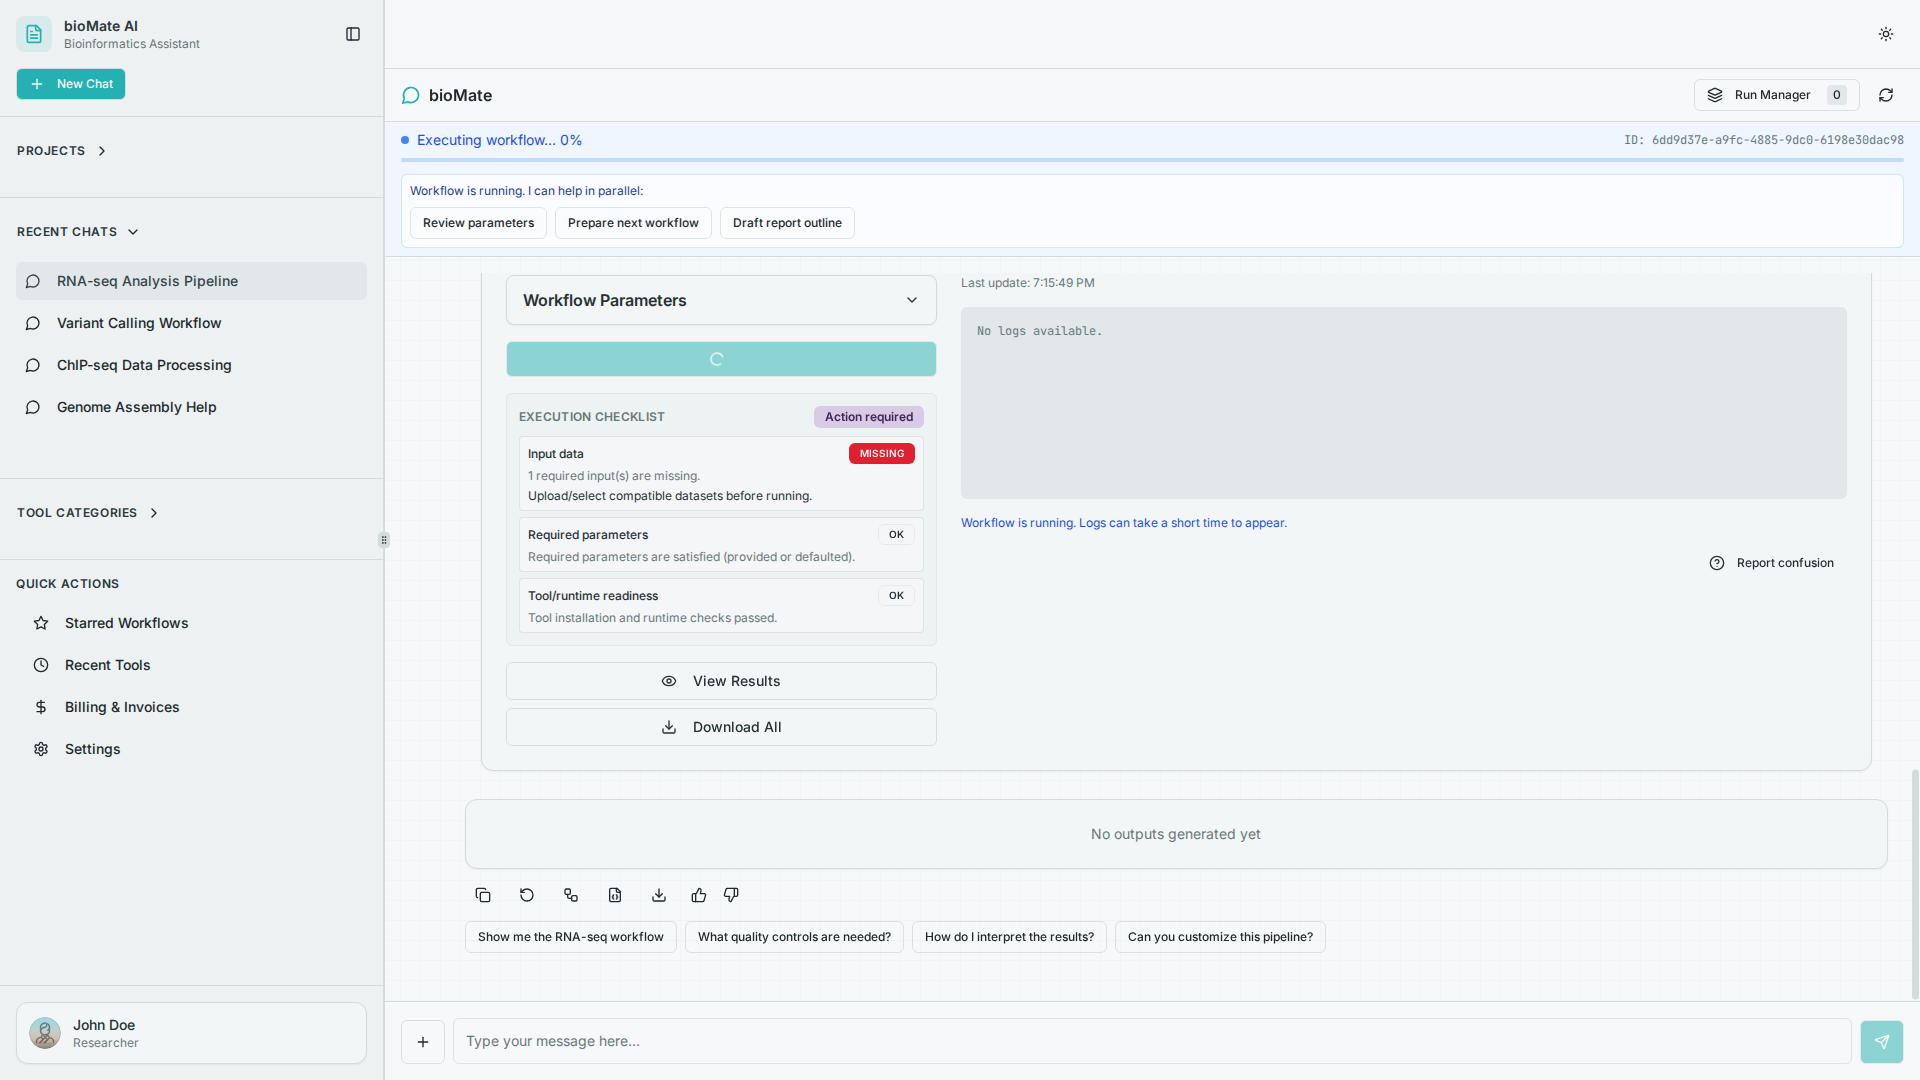 bioMate AI
Bioinformatics Assistant
New Chat
PROJECTS
RECENT CHATS
RNA-seq Analysis Pipeline
Variant Calling Workflow
ChIP-seq Data Processing
Genome Assembly Help
TOOL CATEGORIES
QUICK ACTIONS
Starred Workflows
Recent Tools
Billing & Invoices
Settings
John Doe
Researcher
bioMate
Run Manager 0
Executing workflow... 0%
ID: 6dd9d37e-a9fc-4885-9dc0-6198e30dac98
Workflow is running. I can help in parallel:
Review parameters
Prepare next workflow
Draft report outline
Workflow Parameters
EXECUTION CHECKLIST
Action required
Input data
MISSING
1 required input(s) are missing.
Upload/select compatible datasets before running.
Required parameters
OK
Required parameters are satisfied (provided or defaulted).
Tool/runtime readiness
OK
Tool installation and runtime checks passed.
View Results
Download All
Last update: 7:15:49 PM
No logs available.
Workflow is running. Logs can take a short time to appear.
Report confusion
No outputs generated yet
Show me the RNA-seq workflow
What quality controls are needed?
How do I interpret the results?
Can you customize this pipeline?
Type your message here...